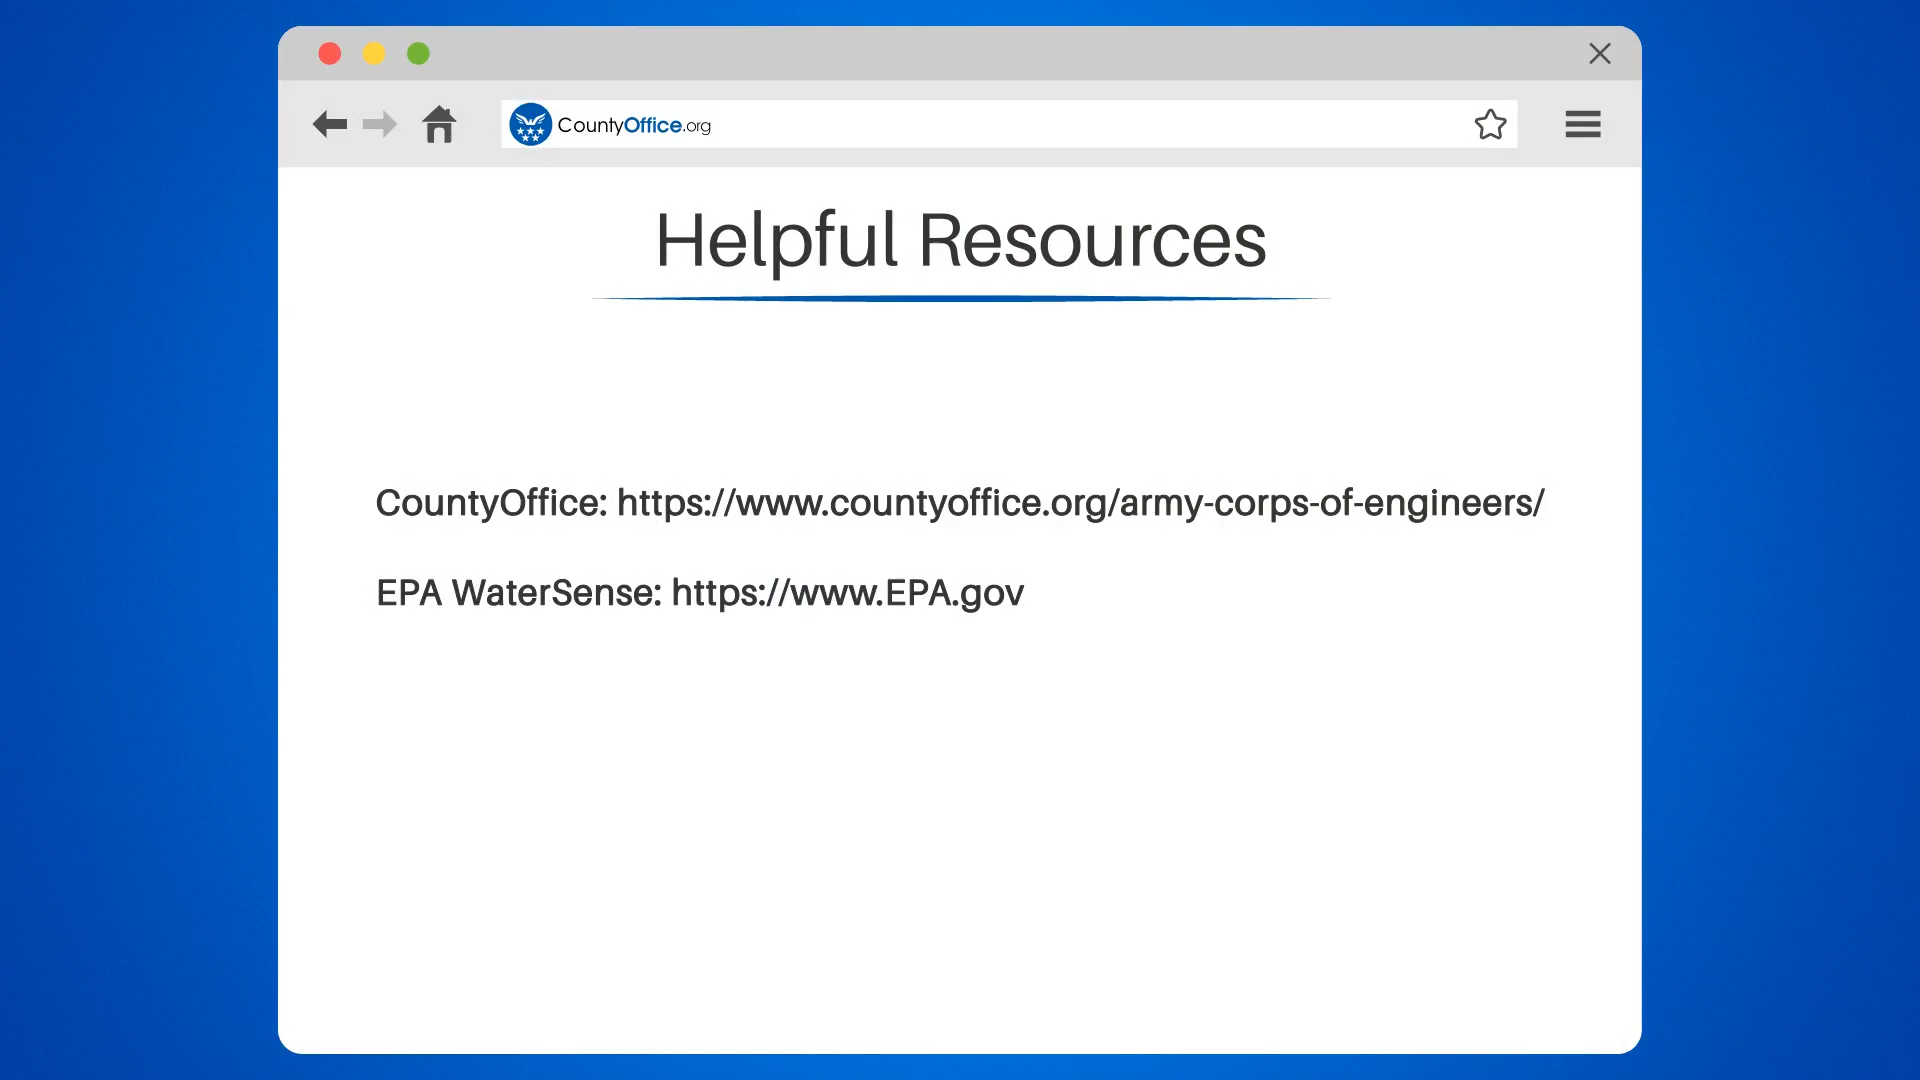 CountyOffice.org
Helpful Resources
CountyOffice: https://www.countyoffice.org/army-corps-of-engineers/
EPA WaterSense: https://www.EPA.gov